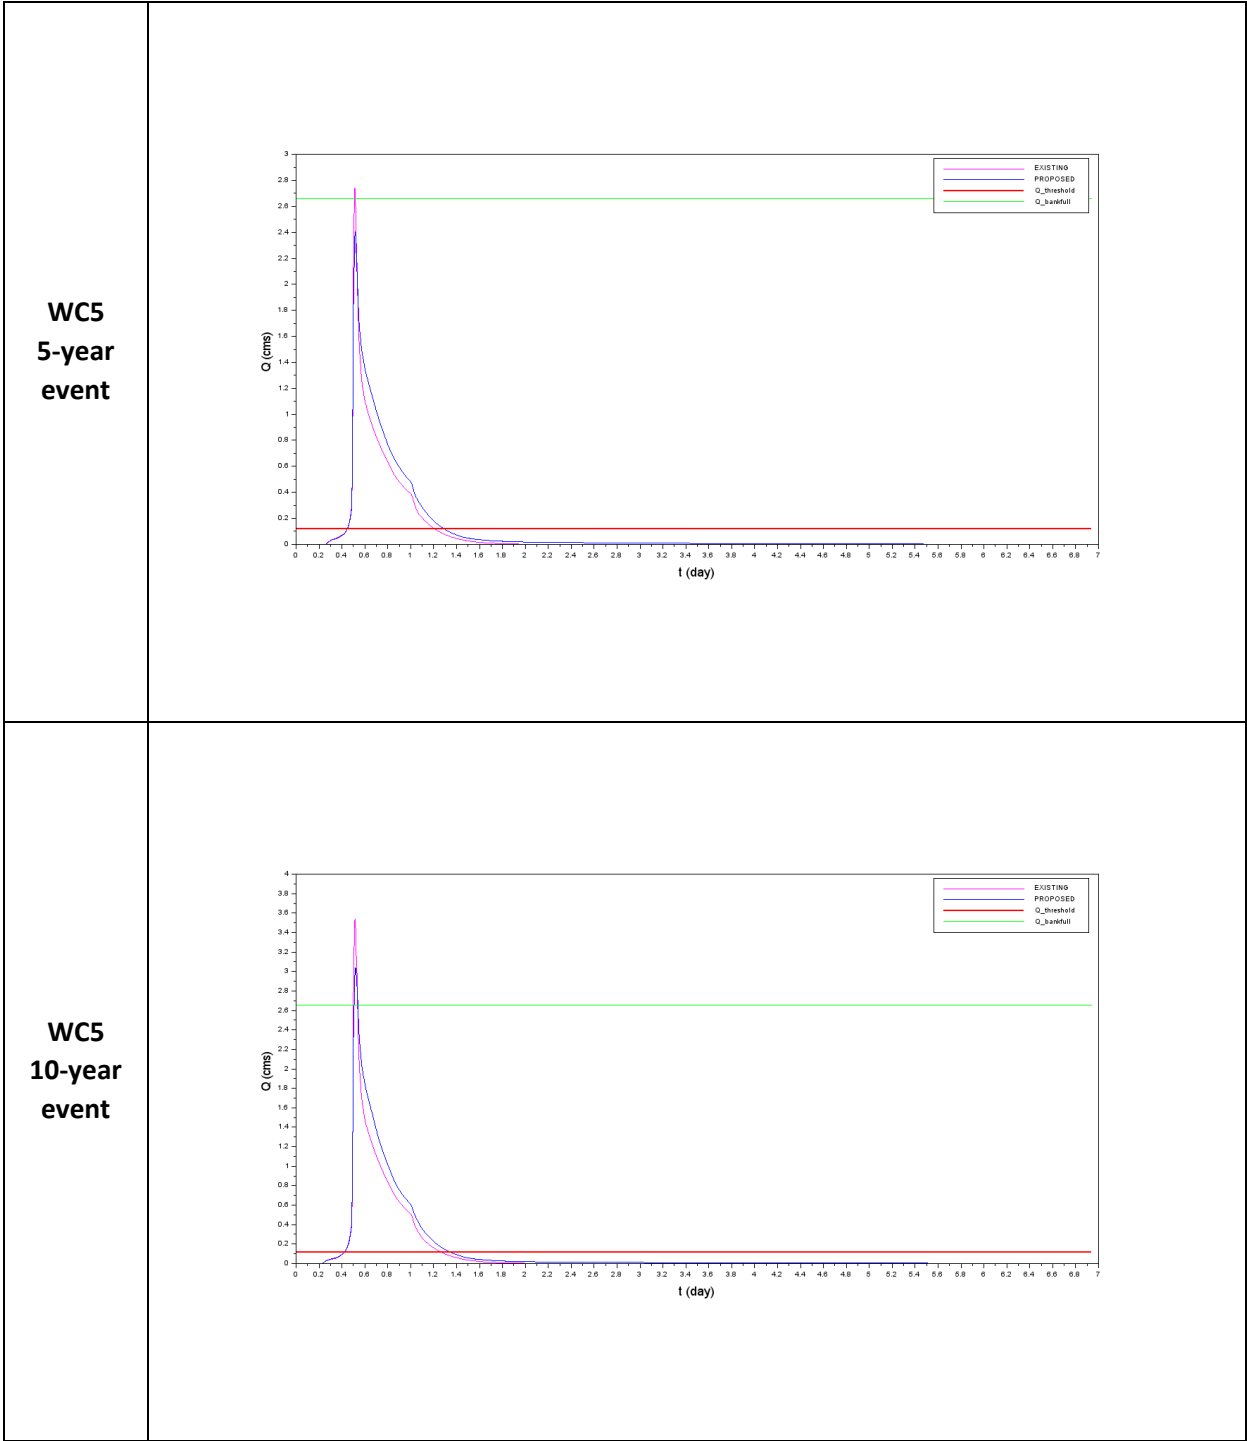 WC5
5-year
event
3
2.8
2.6
2.4
2.2
2
1.8
1.6
1.4
1.2
1
0.8
0.6
0.4
0.2
0
Q (cms)
EXISTING
PROPOSED
Q_threshold
Q_bankfull
0 0.2 0.4 0.6 0.8 1 1.2 1.4 1.6 1.8 2 2.2 2.4 2.6 2.8 3 3.2 3.4 3.6 3.8 4 4.2 4.4 4.6 4.8 5 5.2 5.4 5.6 5.8 6 6.2 6.4 6.6 6.8 7
t (day)
WC5
10-year
event
4
3.8
3.6
3.4
3.2
3
2.8
2.6
2.4
2.2
2
1.8
1.6
1.4
1.2
1
0.8
0.6
0.4
0.2
0
Q (cms)
EXISTING
PROPOSED
Q_threshold
Q_bankfull
0 0.2 0.4 0.6 0.8 1 1.2 1.4 1.6 1.8 2 2.2 2.4 2.6 2.8 3 3.2 3.4 3.6 3.8 4 4.2 4.4 4.6 4.8 5 5.2 5.4 5.6 5.8 6 6.2 6.4 6.6 6.8 7
t (day)